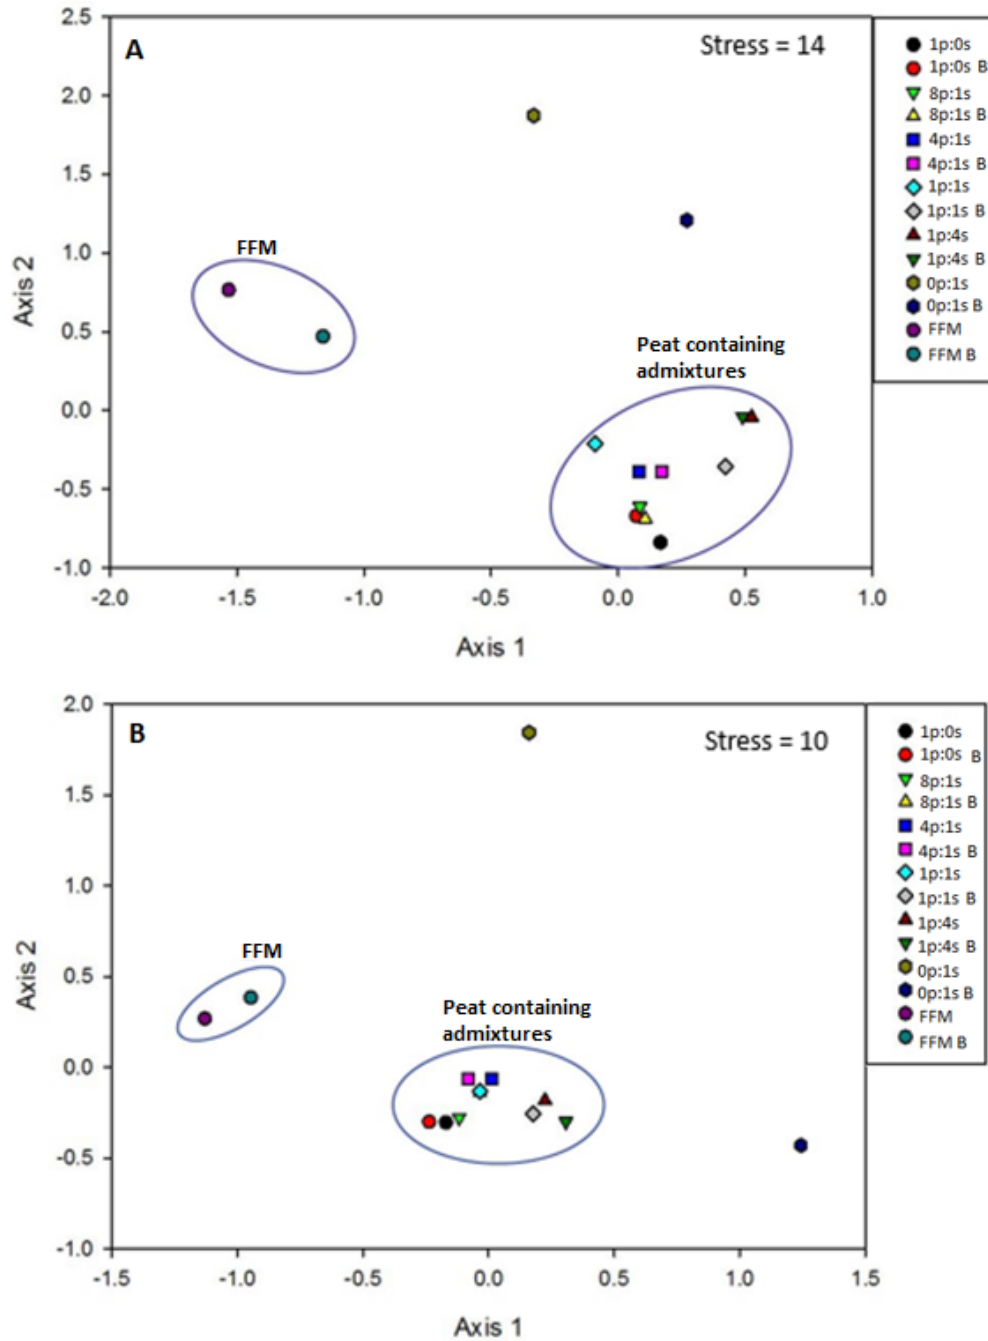 A
Stress = 14
2.5
2.0
1.5
1.0
0.5
0.0
-0.5
-1.0
Axis 2
FFM
Peat containing
admixtures
-2.0 -1.5 -1.0 -0.5 0.0 0.5 1.0
Axis 1
1p:0s
1p:0s B
8p:1s
8p:1s B
4p:1s
4p:1s B
1p:1s
1p:1s B
1p:4s
1p:4s B
0p:1s
0p:1s B
FFM
FFM B
B
Stress = 10
2.0
1.5
1.0
0.5
0.0
-0.5
-1.0
Axis 2
FFM
Peat containing
admixtures
-1.5 -1.0 -0.5 0.0 0.5 1.0 1.5
Axis 1
1p:0s
1p:0s B
8p:1s
8p:1s B
4p:1s
4p:1s B
1p:1s
1p:1s B
1p:4s
1p:4s B
0p:1s
0p:1s B
FFM
FFM B